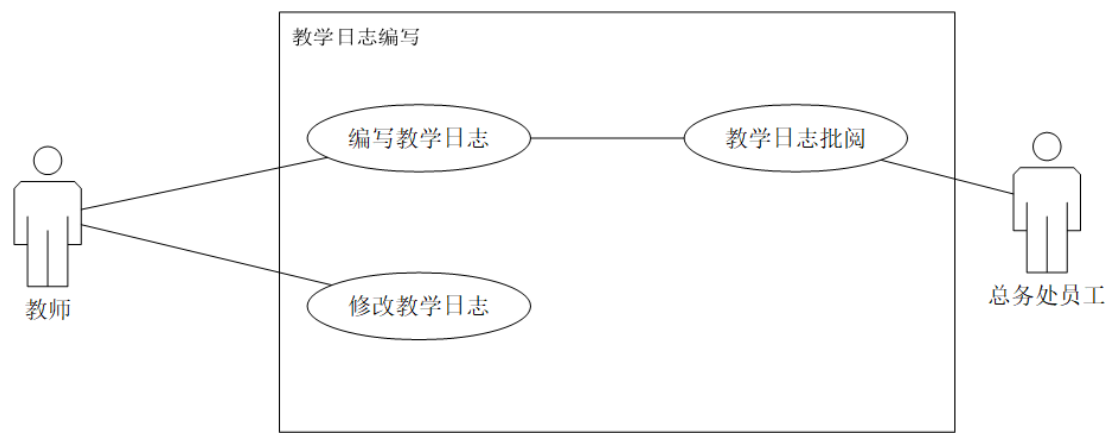 教学日志编写
编写教学日志
教学日志批阅
修改教学日志
教师
总务处员工